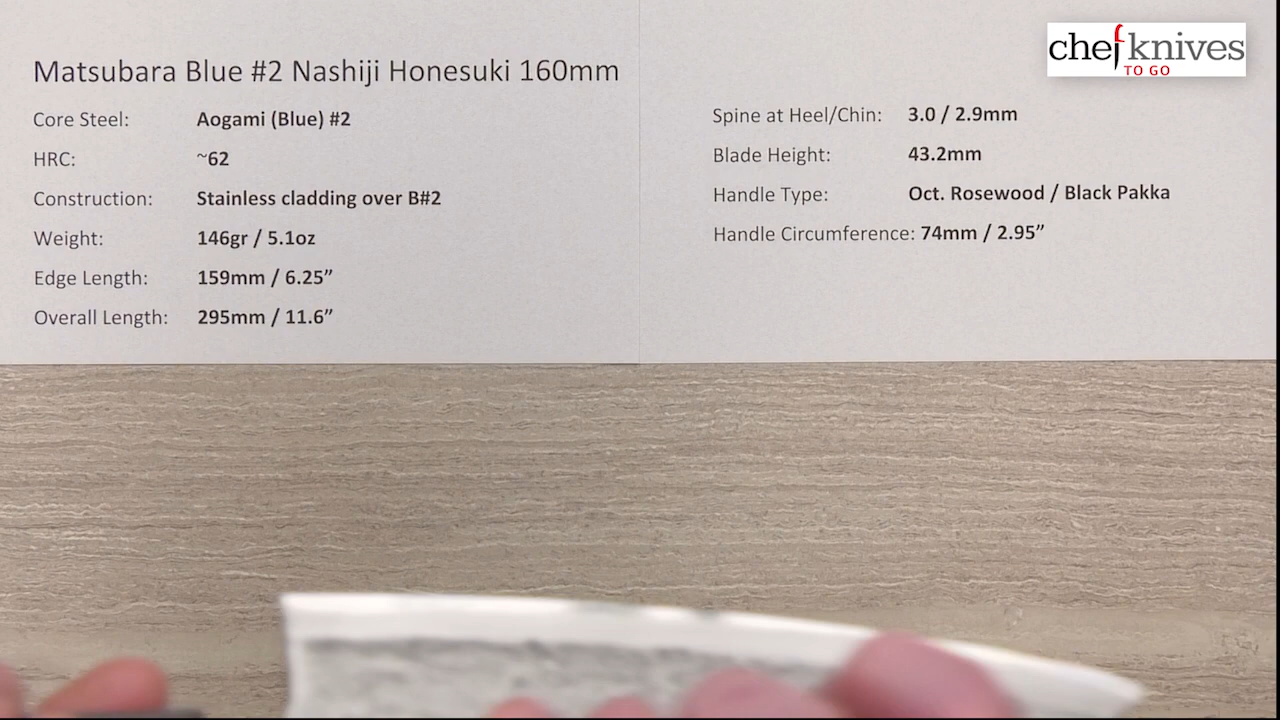 chefknives
TO GO
Matsubara Blue #2 Nashiji Honesuki 160mm
Core Steel: Aogami (Blue) #2
HRC: ~62
Construction: Stainless cladding over B#2
Weight: 146gr / 5.1oz
Edge Length: 159mm / 6.25”
Overall Length: 295mm / 11.6”
Spine at Heel/Chin: 3.0 / 2.9mm
Blade Height: 43.2mm
Handle Type: Oct. Rosewood / Black Pakka
Handle Circumference: 74mm / 2.95”